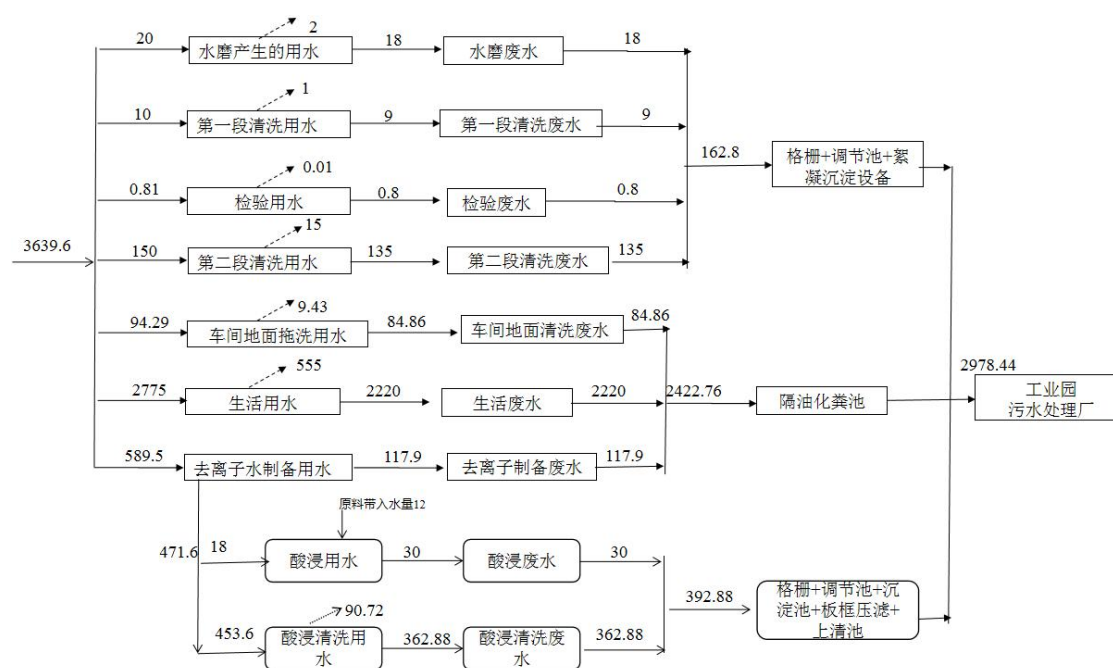 20
2
水磨产生的用水
18
水磨废水
18
10
1
第一段清洗用水
9
第一段清洗废水
9
0.81
0.01
检验用水
0.8
检验废水
0.8
162.8
格栅+调节池+絮
凝沉淀设备
3639.6
150
15
第二段清洗用水
135
第二段清洗废水
135
94.29
9.43
车间地面拖洗用水
84.86
车间地面清洗废水
84.86
2775
555
生活用水
2220
生活废水
2220
2422.76
隔油化粪池
2978.44
工业园
污水处理厂
589.5
去离子水制备用水
117.9
去离子制备废水
117.9
原料带入水量12
471.6
18
酸浸用水
30
酸浸废水
30
392.88
格栅+调节池+沉
淀池+板框压滤+
上清池
453.6
90.72
酸浸清洗用
水
362.88
酸浸清洗废
水
362.88